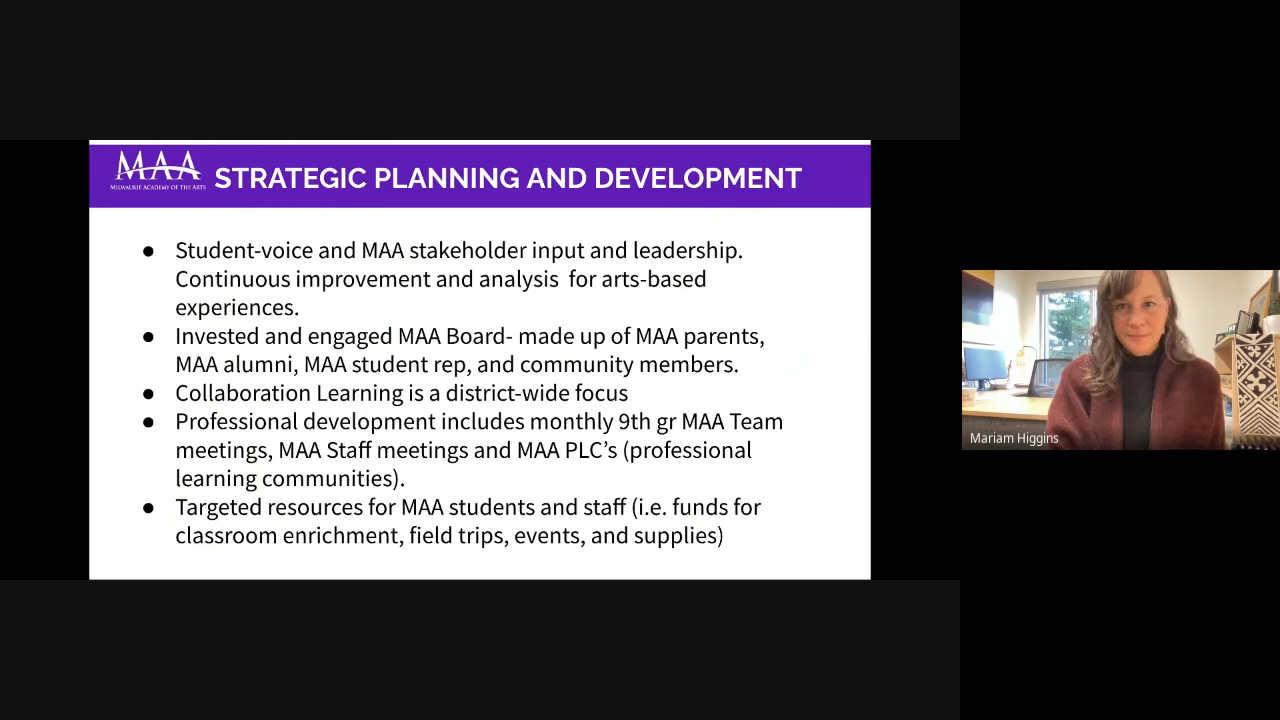 MAA
MILWAUKIE ACADEMY OF THE ARTS
STRATEGIC PLANNING AND DEVELOPMENT
● Student-voice and MAA stakeholder input and leadership.
Continuous improvement and analysis  for arts-based
experiences.
● Invested and engaged MAA Board- made up of MAA parents,
MAA alumni, MAA student rep, and community members.
● Collaboration Learning is a district-wide focus
● Professional development includes monthly 9th gr MAA Team
meetings, MAA Staff meetings and MAA PLC’s (professional
learning communities).
● Targeted resources for MAA students and staff (i.e. funds for
classroom enrichment, field trips, events, and supplies)
Mariam Higgins